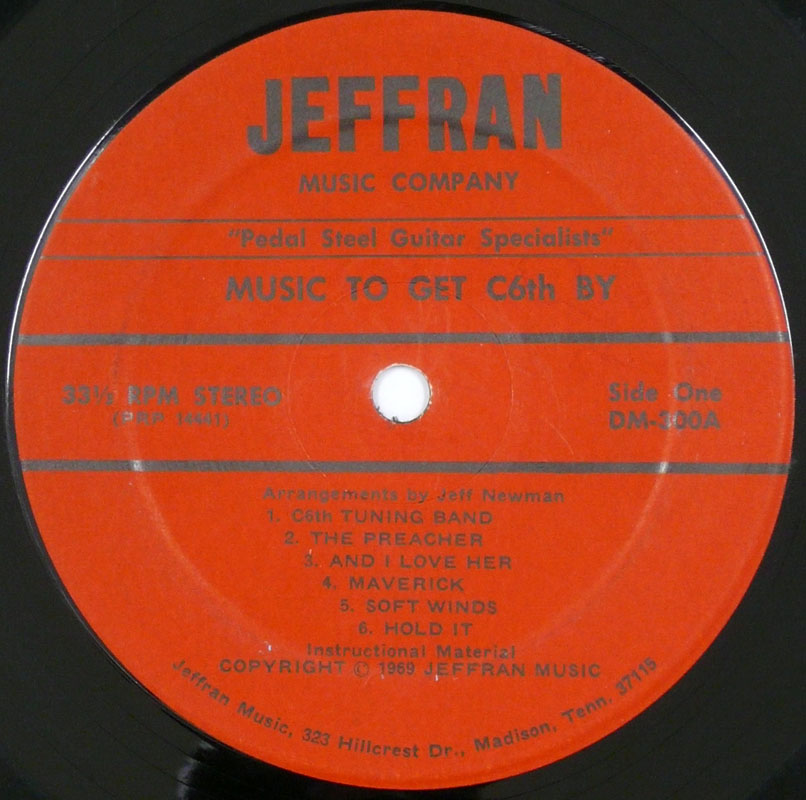 JEFFRAN
MUSIC COMPANY
"Pedal Steel Guitar Specialists"
MUSIC TO GET C6th BY
33⅓ RPM STEREO
(PRP 14441)
Side One
DM-300A
Arrangements by Jeff Newman
1. C6th TUNING BAND
2. THE PREACHER
3. AND I LOVE HER
4. MAVERICK
5. SOFT WINDS
6. HOLD IT
Instructional Material
COPYRIGHT © 1969 JEFFRAN MUSIC
Jeffran Music, 323 Hillcrest Dr., Madison, Tenn. 37115